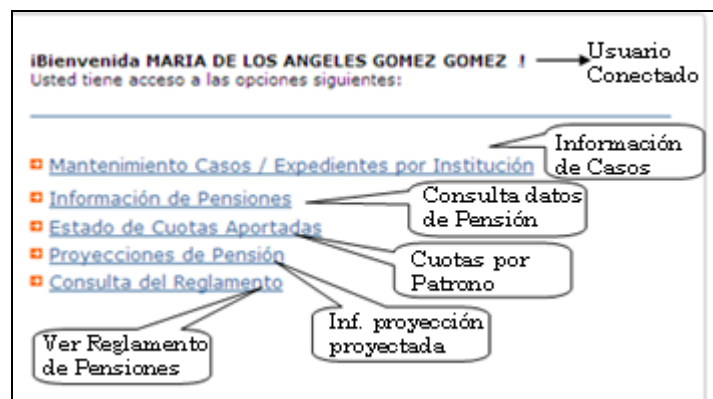 ¡Bienvenida MARIA DE LOS ANGELES GOMEZ GOMEZ !
Usted tiene acceso a las opciones siguientes:
Usuario
Conectado
Mantenimiento Casos / Expedientes por Institución
Información
de Casos
Información de Pensiones
Consulta datos
de Pensión
Estado de Cuotas Aportadas
Proyecciones de Pensión
Cuotas por
Patrono
Consulta del Reglamento
Inf. proyección
proyectada
Ver Reglamento
de Pensiones